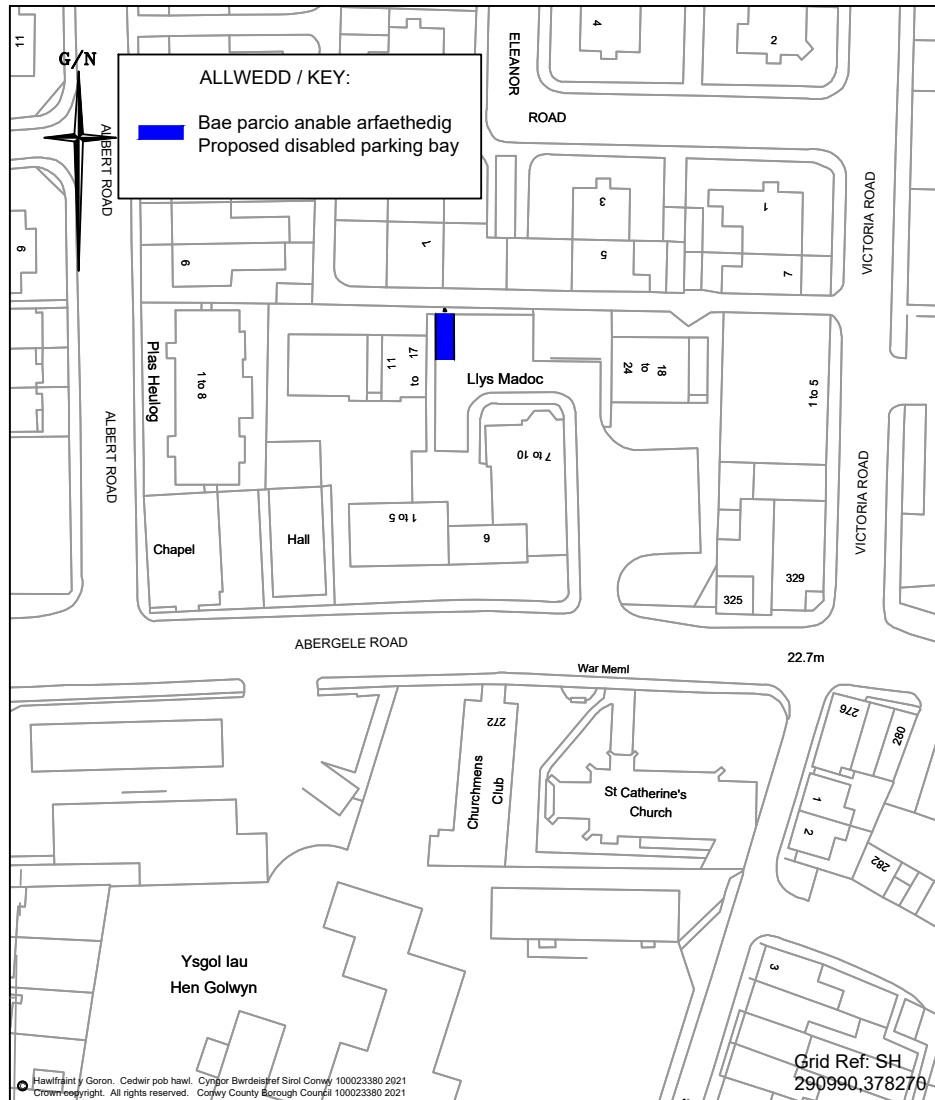 11
G/N
ALLWEDD / KEY:
Bae parcio anable arfaethedig
Proposed disabled parking bay
ELEANOR
ROAD
4
2
ALBERT ROAD
VICTORIA ROAD
9
6
7
3
5
1
7
Plas Heulog
1 to 8
11
to
17
Llys Madoc
18
to
24
1 to 5
ALBERT ROAD
7 to 10
VICTORIA ROAD
Chapel
Hall
1 to 5
6
325
329
ABERGELE ROAD
War Meml
22.7m
272
Churchmens
Club
St Catherine's
Church
276
280
1
2
282
3
Ysgol Iau
Hen Golwyn
Grid Ref: SH
290990,378270
© Hawlfraint y Goron. Cedwir pob hawl. Cyngor Bwrdeistref Sirol Conwy 100023380 2021
Crown copyright. All rights reserved. Conwy County Borough Council 100023380 2021